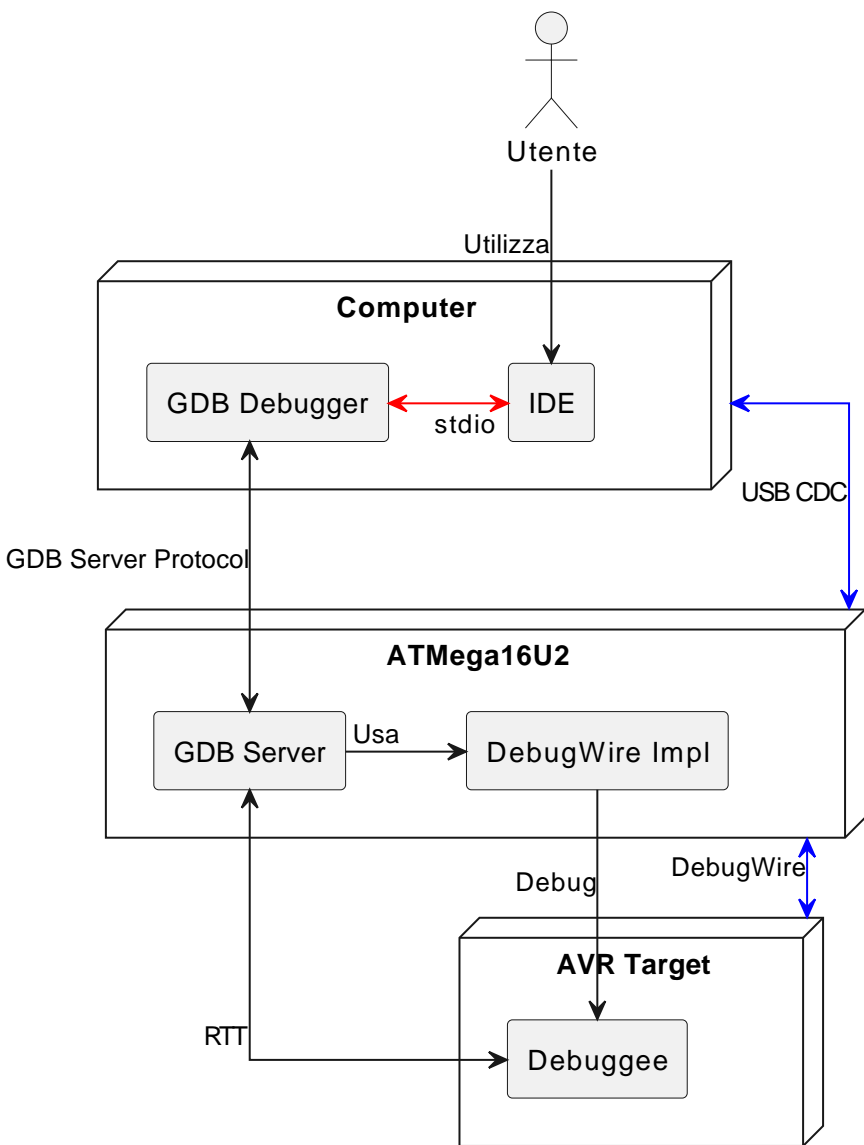 Utente
Utilizza
Computer
GDB Debugger
stdio
IDE
USB CDC
GDB Server Protocol
ATMega16U2
GDB Server
Usa
DebugWire Impl
Debug
DebugWire
AVR Target
RTT
Debuggee